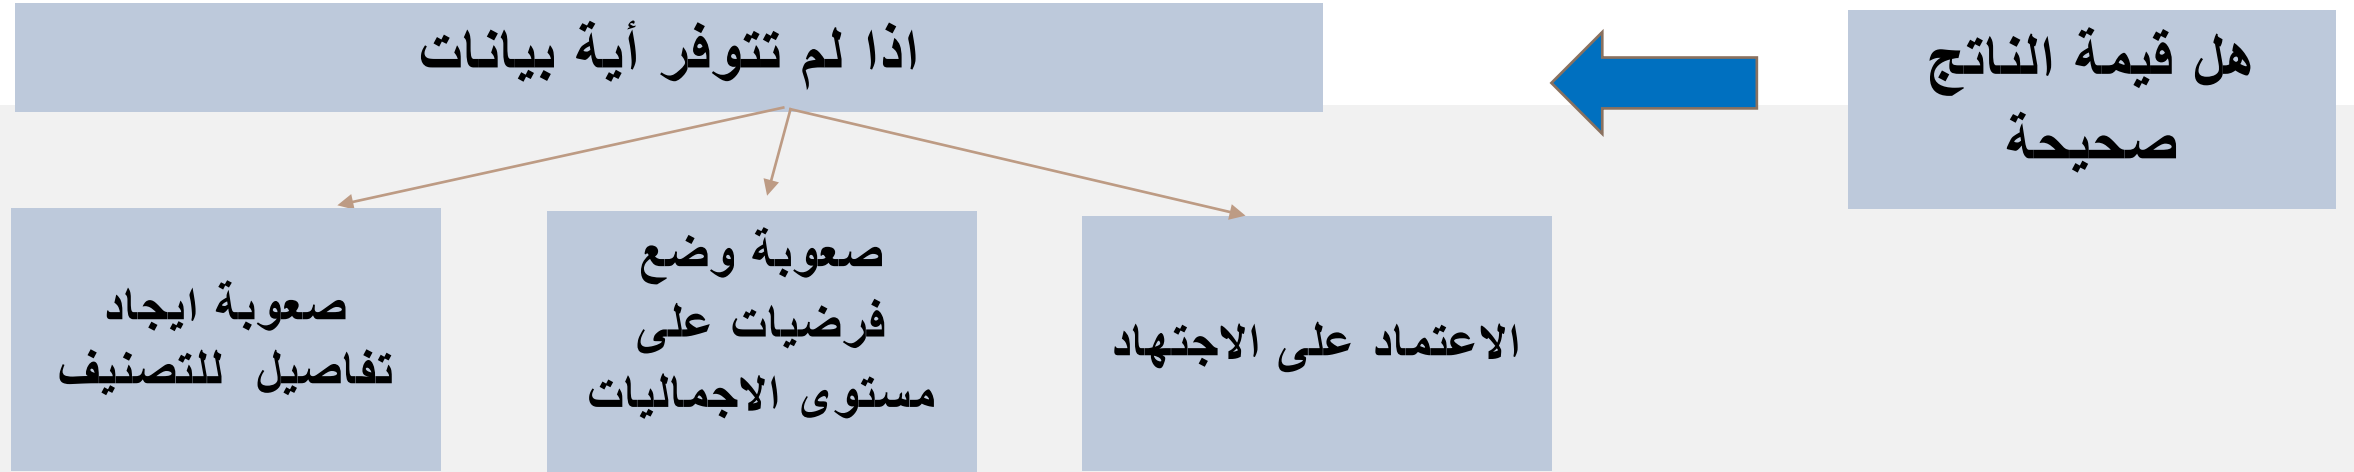 هل قيمة الناتج
صحيحة
اذا لم تتوفر أية بيانات
الاعتماد على الاجتهاد
صعوبة وضع
فرضيات على
مستوى الاجماليات
صعوبة ايجاد
تفاصيل للتصنيف